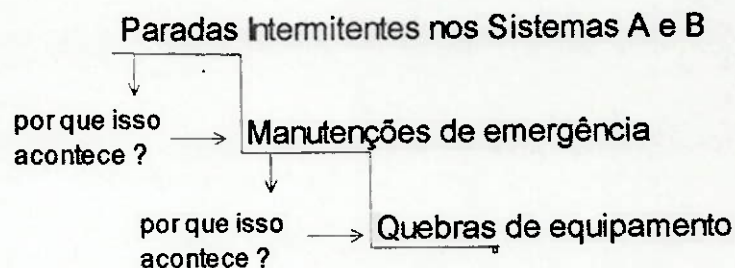 Paradas Intermitentes nos Sistemas A e B
por que isso
acontece ?
Manutenções de emergência
por que isso
acontece ?
Quebras de equipamento